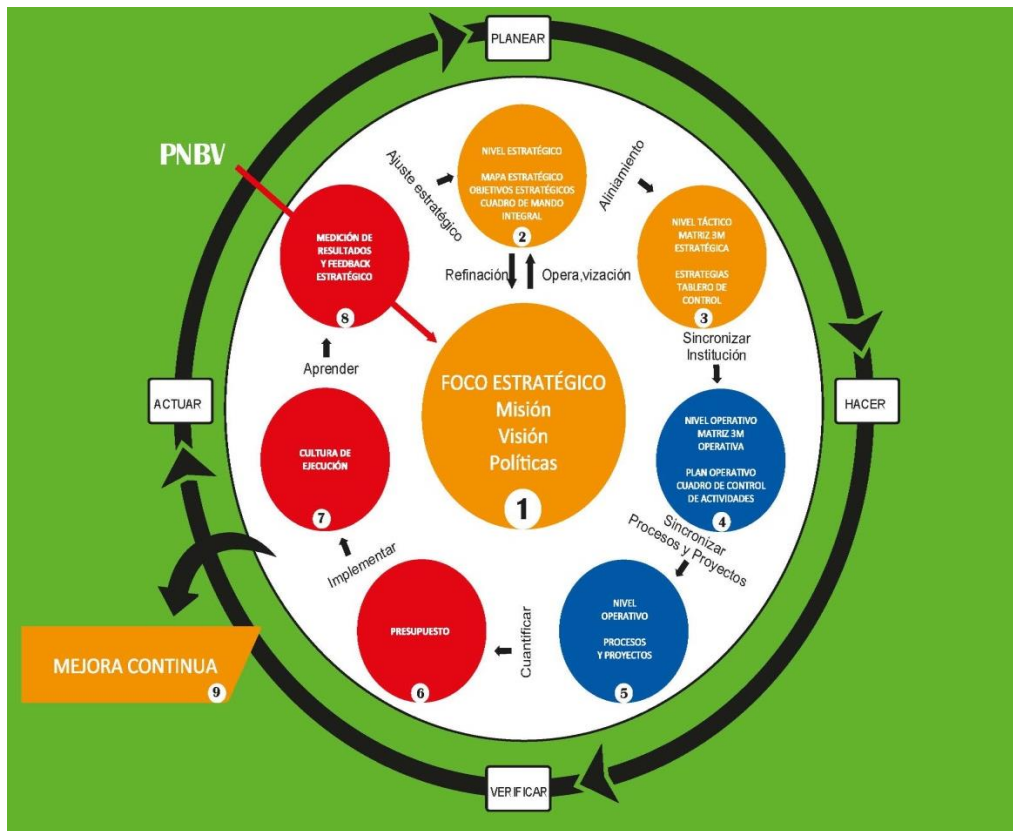 PLANEAR
PNBV
Ajuste estratégico
NIVEL ESTRATÉGICO
MAPA ESTRATÉGICO
OBJETIVOS ESTRATÉGICOS
CUADRO DE MANDO
INTEGRAL
2
Aliniamiento
MEDICIÓN DE
RESULTADOS
Y FEEDBACK
ESTRATÉGICO
8
NIVEL TÁCTICO
MATRIZ 3M
ESTRATÉGICA
ESTRATEGIAS
TABLERO DE
CONTROL
3
Refinación
Opera,vización
Sincronizar
Institución
Aprender
FOCO ESTRATÉGICO
Misión
Visión
Políticas
1
ACTUAR
HACER
CULTURA DE
EJECUCIÓN
7
NIVEL OPERATIVO
MATRIZ 3M
OPERATIVA
PLAN OPERATIVO
CUADRO DE CONTROL
DE ACTIVIDADES
4
Sincronizar
Procesos y Proyectos
Implementar
PRESUPUESTO
6
Cuantificar
NIVEL
OPERATIVO
PROCESOS
Y PROYECTOS
5
MEJORA CONTINUA
9
VERIFICAR